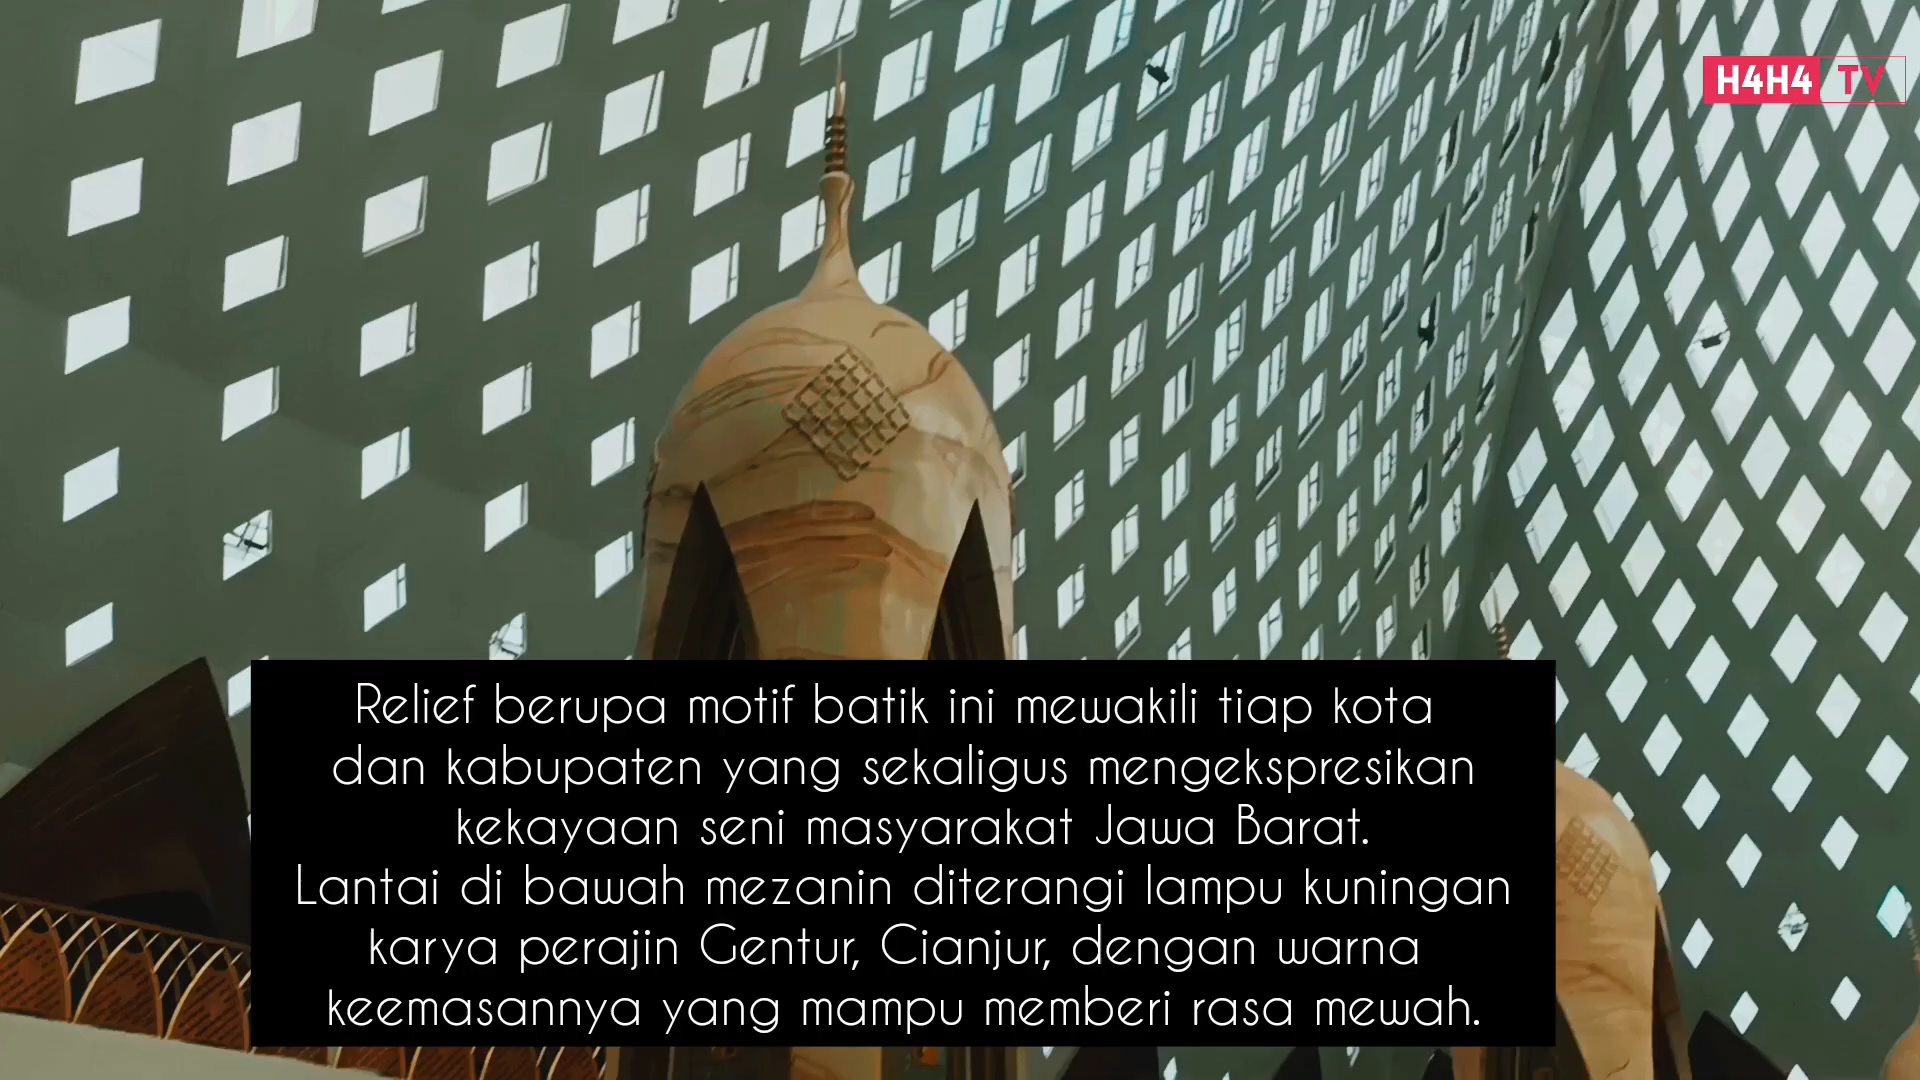 H4H4 TV
Relief berupa motif batik ini mewakili tiap kota
dan kabupaten yang sekaligus mengekspresikan
kekayaan seni masyarakat Jawa Barat.
Lantai di bawah mezanin diterangi lampu kuningan
karya perajin Gentur, Cianjur, dengan warna
keemasannya yang mampu memberi rasa mewah.